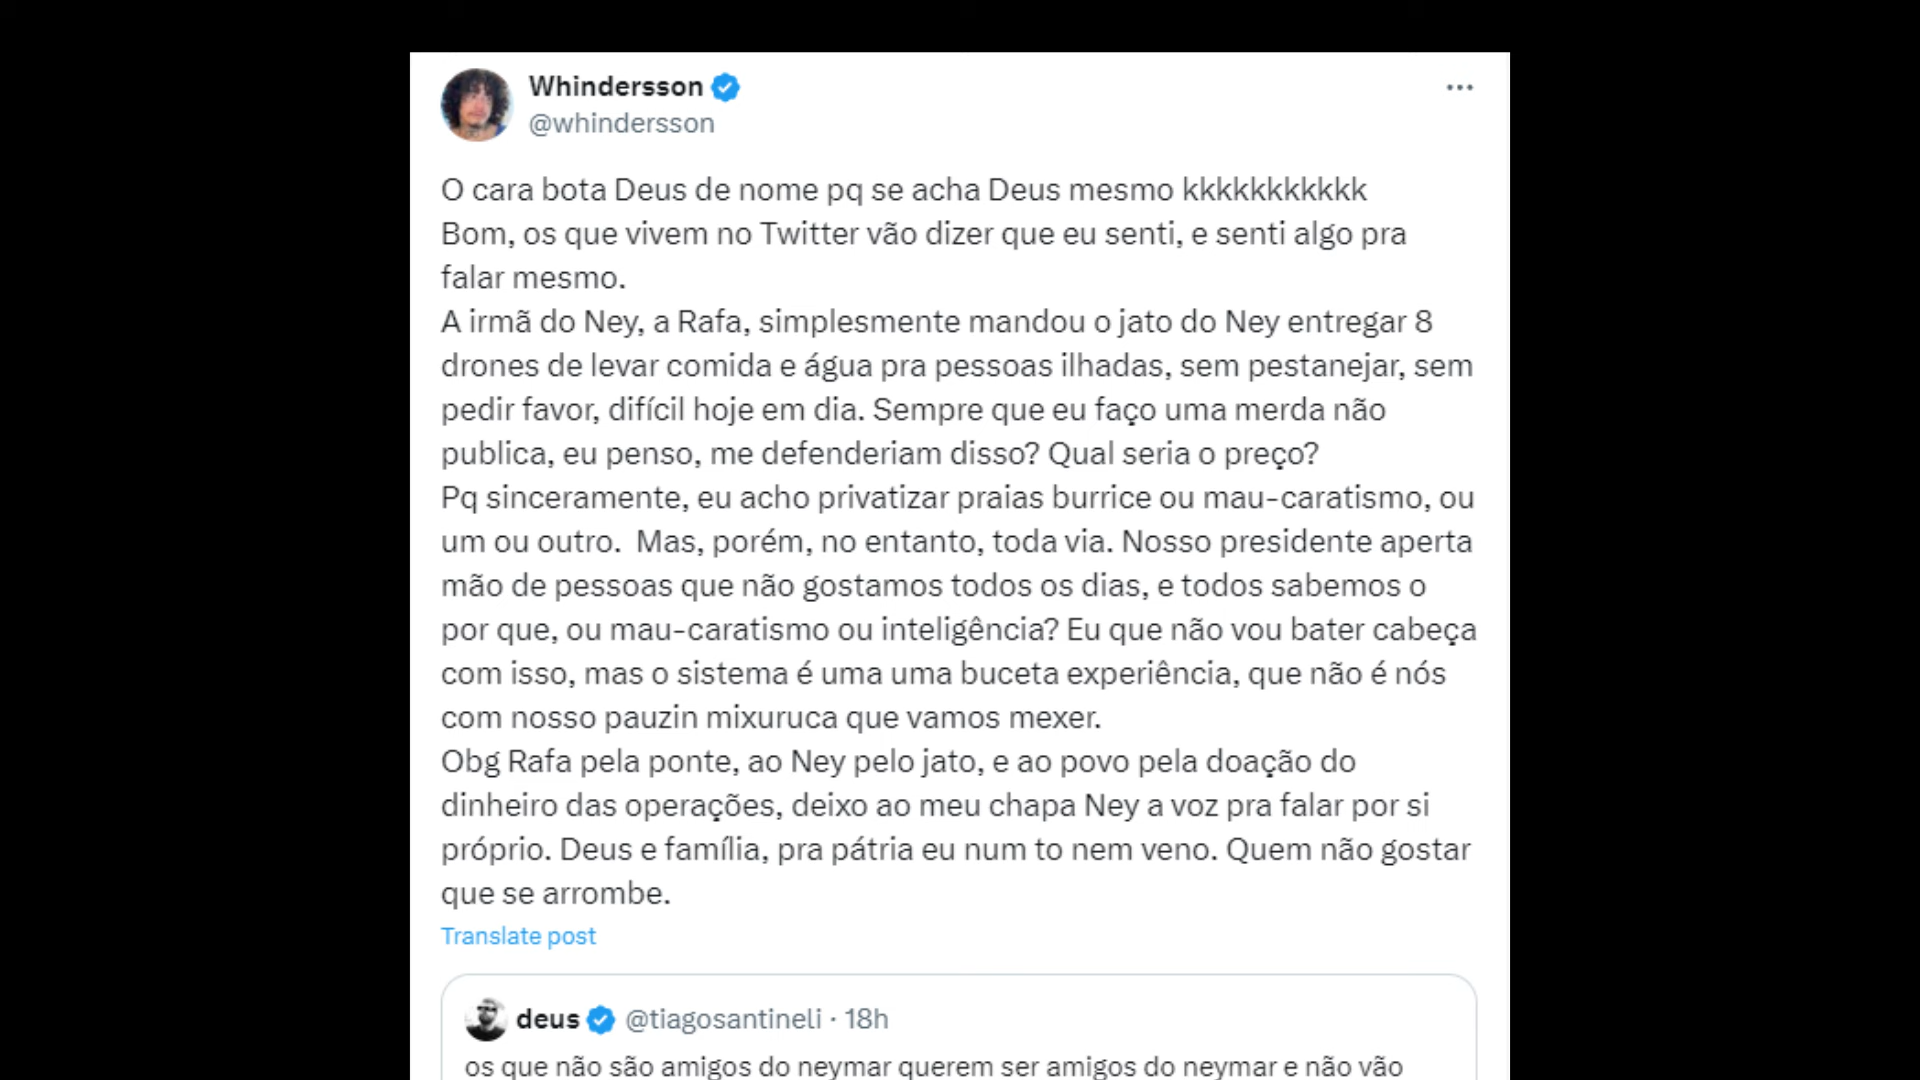 Whindersson
@whindersson
O cara bota Deus de nome pq se acha Deus mesmo kkkkkkkkkkk
Bom, os que vivem no Twitter vão dizer que eu senti, e senti algo pra
falar mesmo.
A irmã do Ney, a Rafa, simplesmente mandou o jato do Ney entregar 8
drones de levar comida e água pra pessoas ilhadas, sem pestanejar, sem
pedir favor, difícil hoje em dia. Sempre que eu faço uma merda não
publica, eu penso, me defenderiam disso? Qual seria o preço?
Pq sinceramente, eu acho privatizar praias burrice ou mau-caratismo, ou
um ou outro.  Mas, porém, no entanto, toda via. Nosso presidente aperta
mão de pessoas que não gostamos todos os dias, e todos sabemos o
por que, ou mau-caratismo ou inteligência? Eu que não vou bater cabeça
com isso, mas o sistema é uma uma buceta experiência, que não é nós
com nosso pauzin mixuruca que vamos mexer.
Obg Rafa pela ponte, ao Ney pelo jato, e ao povo pela doação do
dinheiro das operações, deixo ao meu chapa Ney a voz pra falar por si
próprio. Deus e família, pra pátria eu num to nem veno. Quem não gostar
que se arrombe.
Translate post
deus @tiagosantineli · 18h
os que não são amigos do neymar querem ser amigos do neymar e não vão